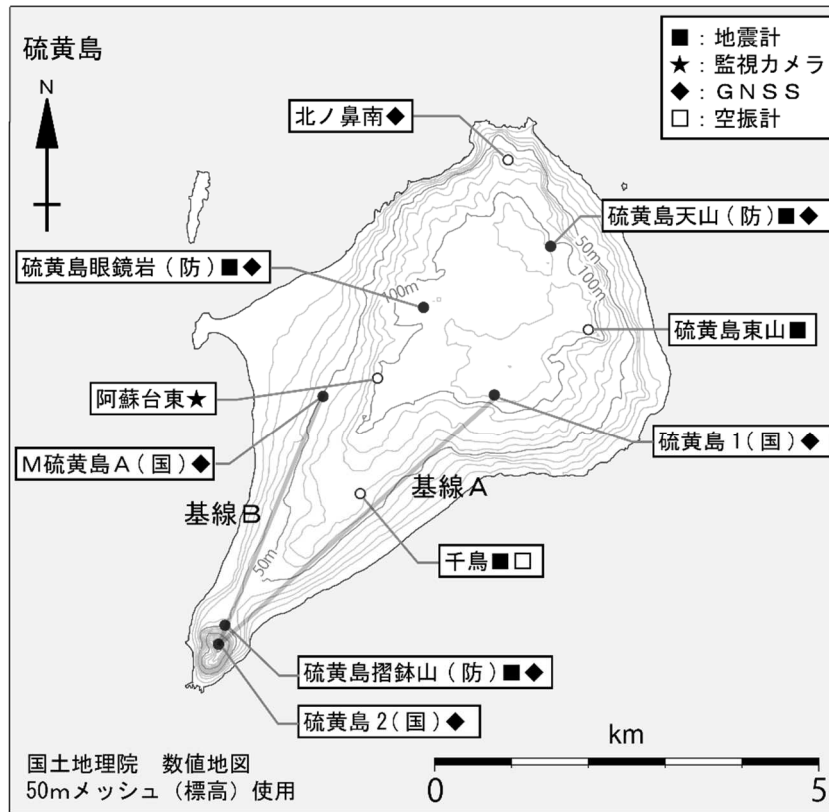 硫黄島
■：地震計
★：監視カメラ
◆：ＧＮＳＳ
□：空振計
N
北ノ鼻南◆
硫黄島天山（防）■◆
50m
100m
硫黄島眼鏡岩（防）■◆
100m
硫黄島東山■
阿蘇台東★
M硫黄島A（国）◆
硫黄島1（国）◆
基線A
基線B
50m
千鳥■□
硫黄島摺鉢山（防）■◆
硫黄島2（国）◆
国土地理院　数値地図
50mメッシュ（標高）使用
km
0
5